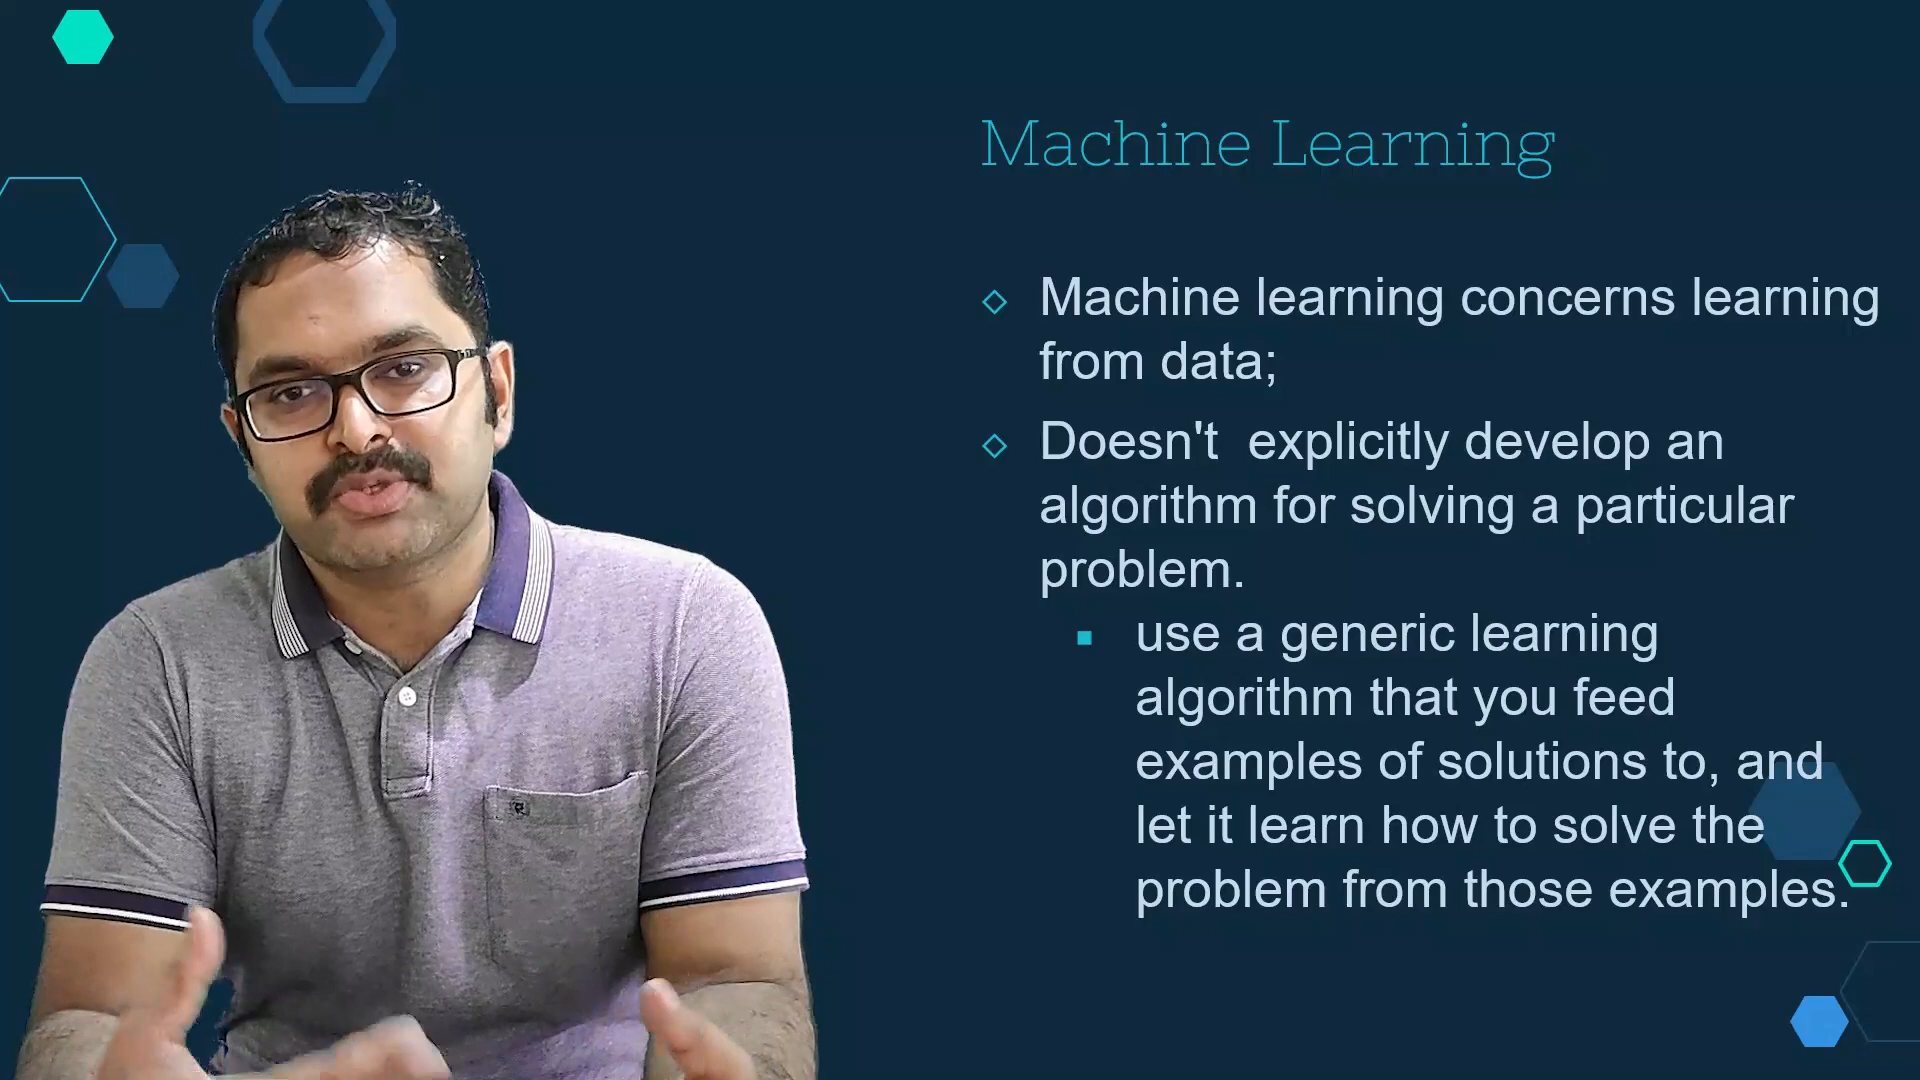 Machine Learning
Machine learning concerns learning
from data;
Doesn't  explicitly develop an
algorithm for solving a particular
problem.
use a generic learning
algorithm that you feed
examples of solutions to, and
let it learn how to solve the
problem from those examples.